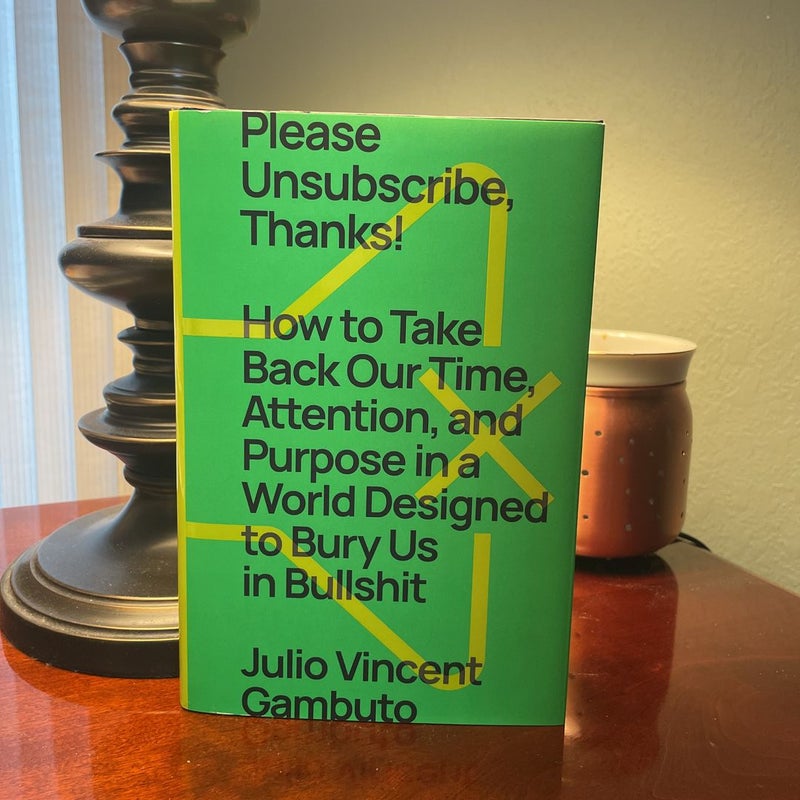 Please
Unsubscribe,
Thanks!
How to Take
Back Our Time,
Attention, and
Purpose in a
World Designed
to Bury Us
in Bullshit
Julio Vincent
Gambuto